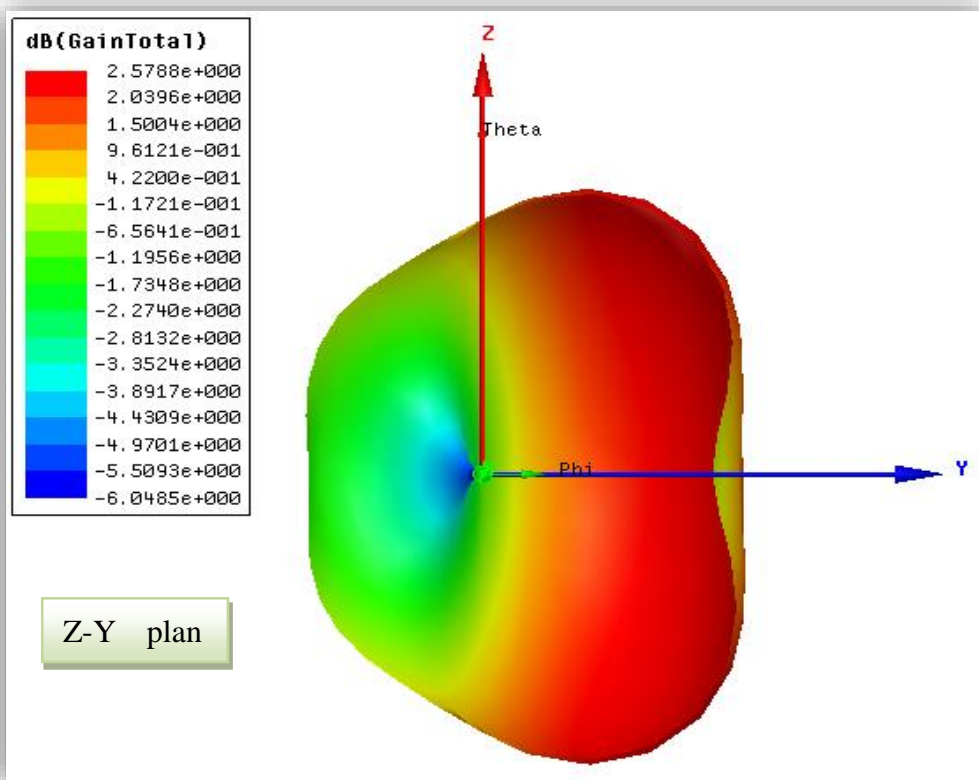 dB(GainTotal)
2.5788e+000
2.0396e+000
1.5004e+000
9.6121e-001
4.2200e-001
-1.1721e-001
-6.5641e-001
-1.1956e+000
-1.7348e+000
-2.2740e+000
-2.8132e+000
-3.3524e+000
-3.8917e+000
-4.4309e+000
-4.9701e+000
-5.5093e+000
-6.0485e+000
Z
Theta
Phi
Y
Z-Y plan